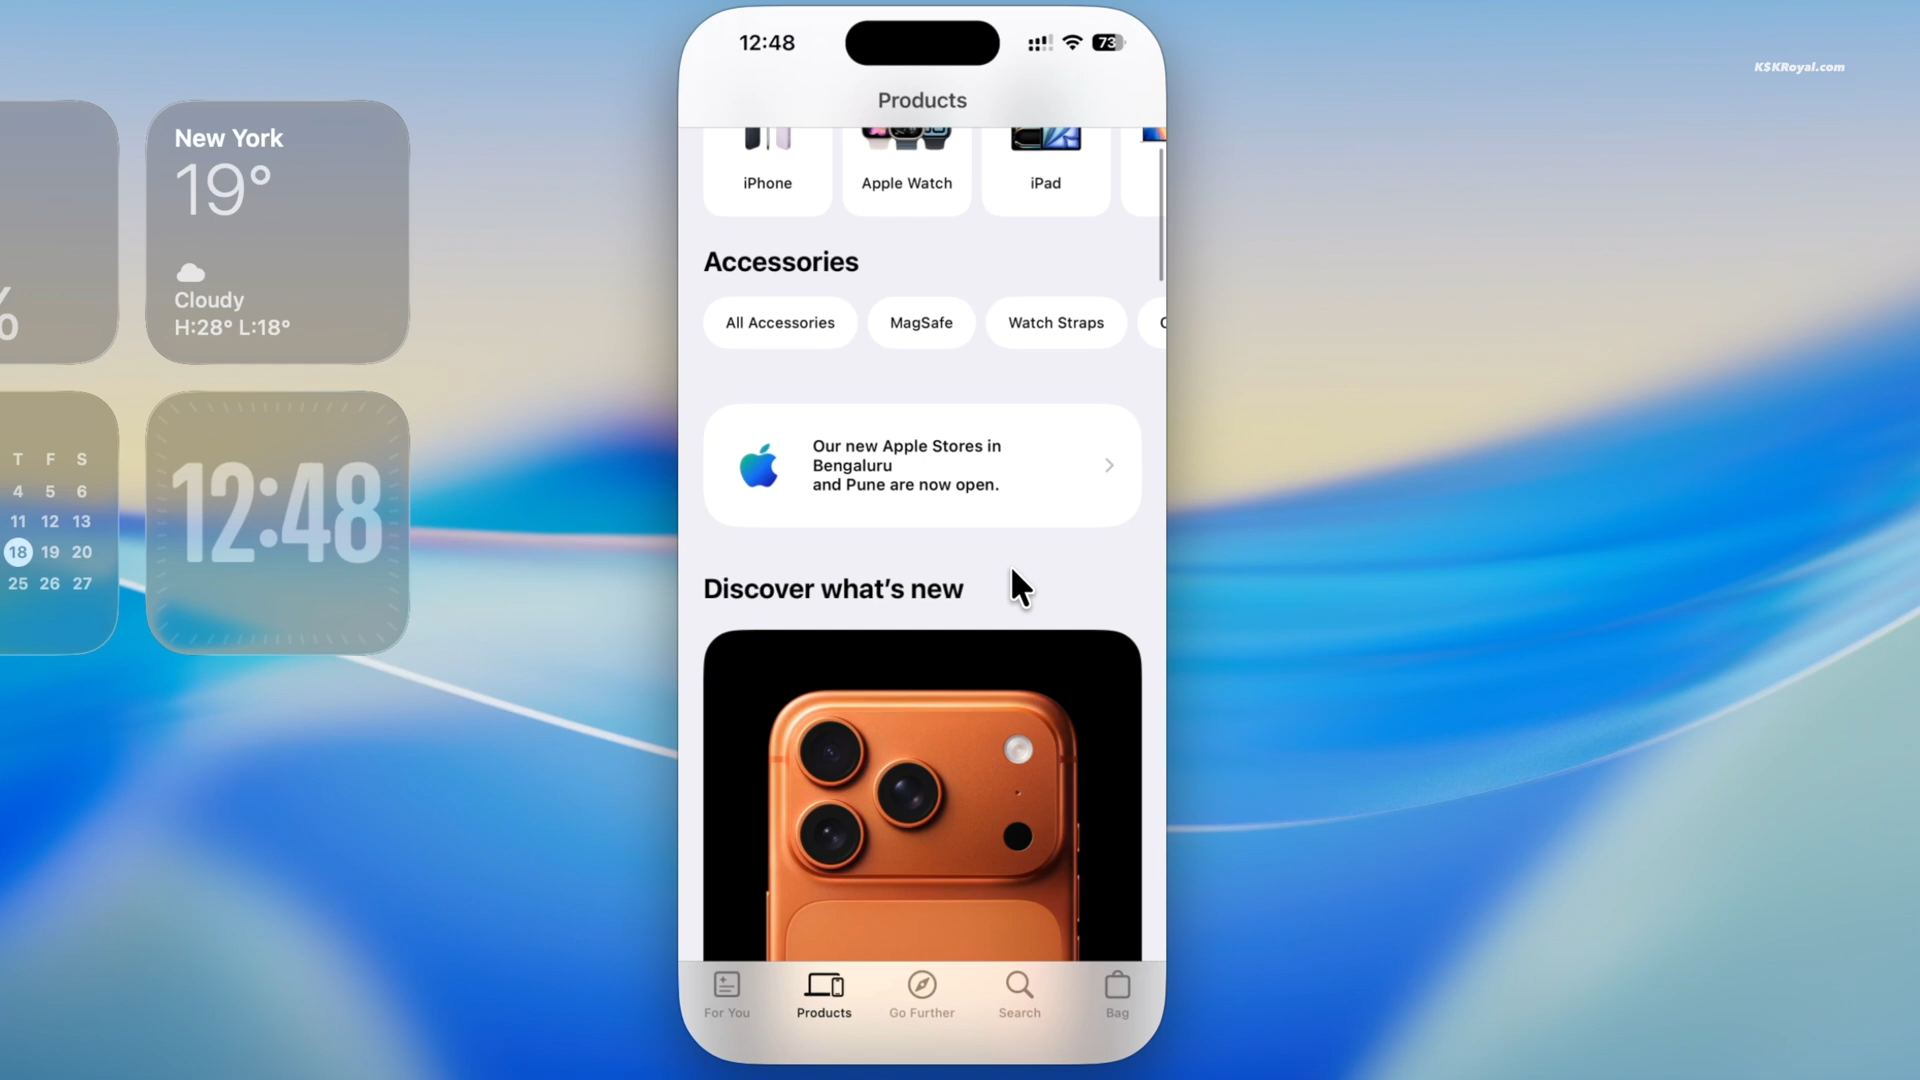 KSKRoyal.com
New York
19°
Cloudy
H:28° L:18°
T F S
4 5 6
11 12 13
18 19 20
25 26 27
12:48
12:48
73
Products
iPhone
Apple Watch
iPad
Accessories
All Accessories
MagSafe
Watch Straps
Our new Apple Stores in
Bengaluru
and Pune are now open.
Discover what’s new
For You
Products
Go Further
Search
Bag